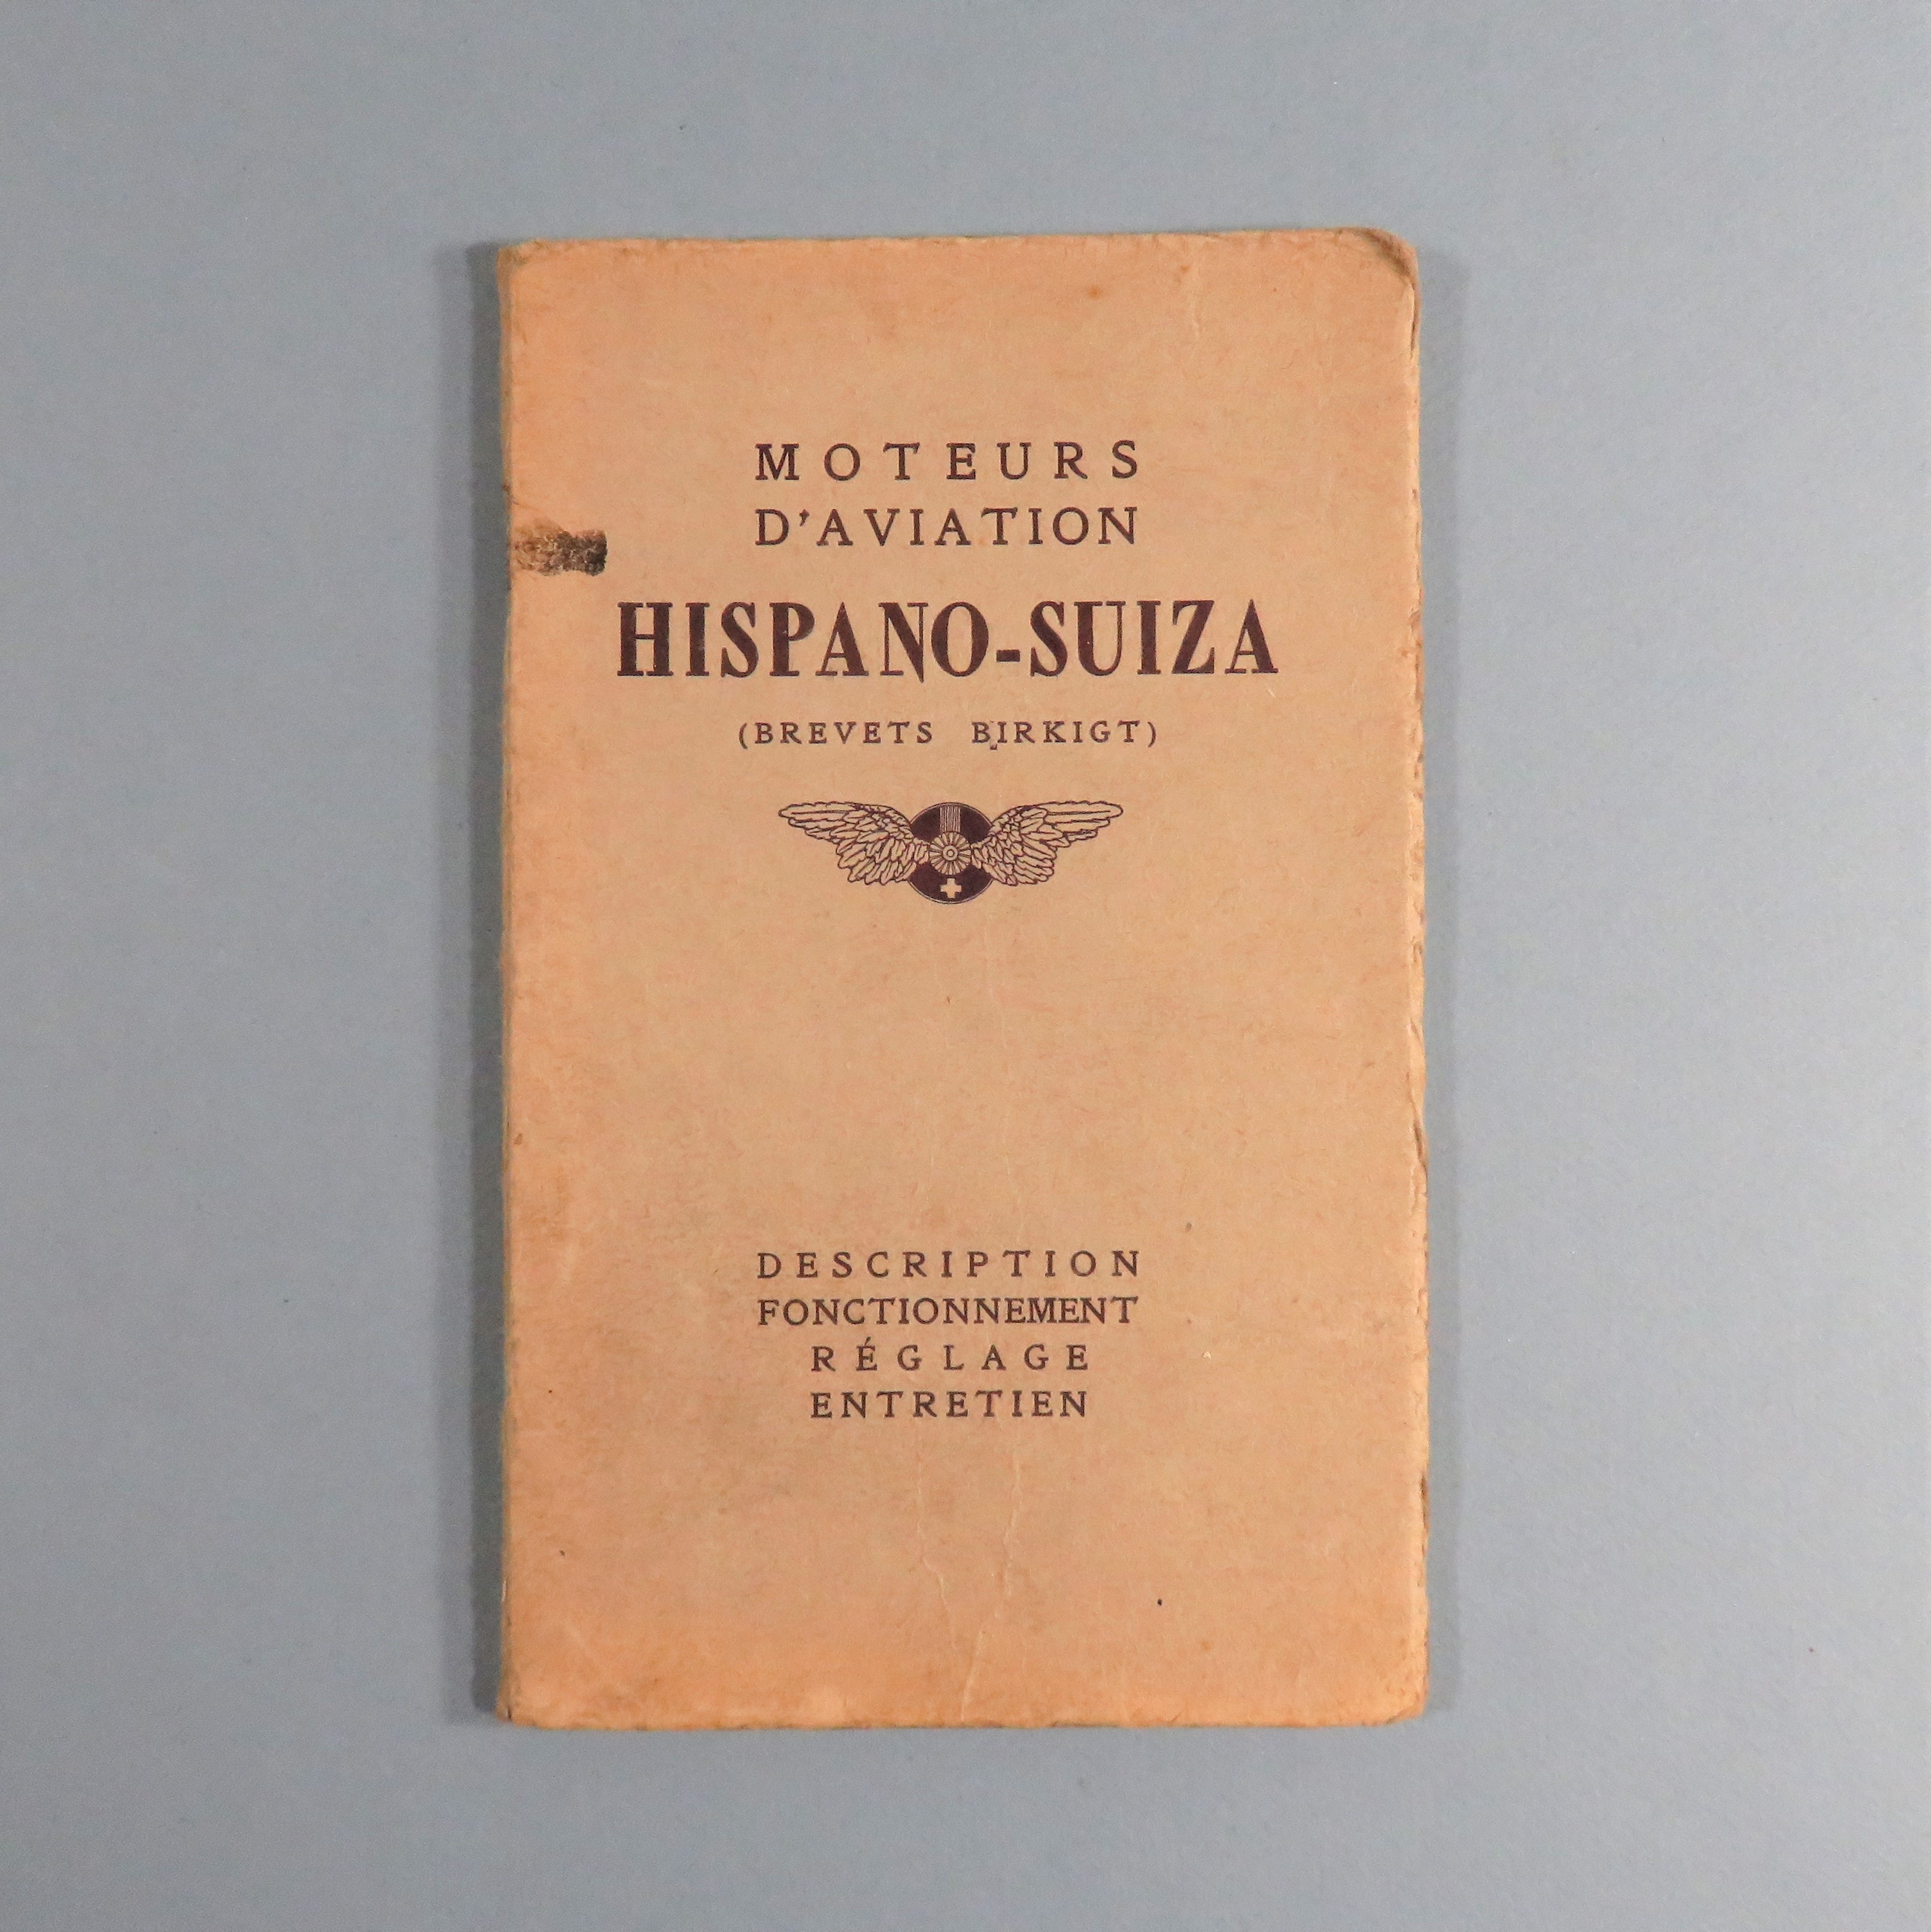 MOTEURS
D'AVIATION
HISPANO-SUIZA
(BREVETS BIRKIGT)
DESCRIPTION
FONCTIONNEMENT
RÉGLAGE
ENTRETIEN